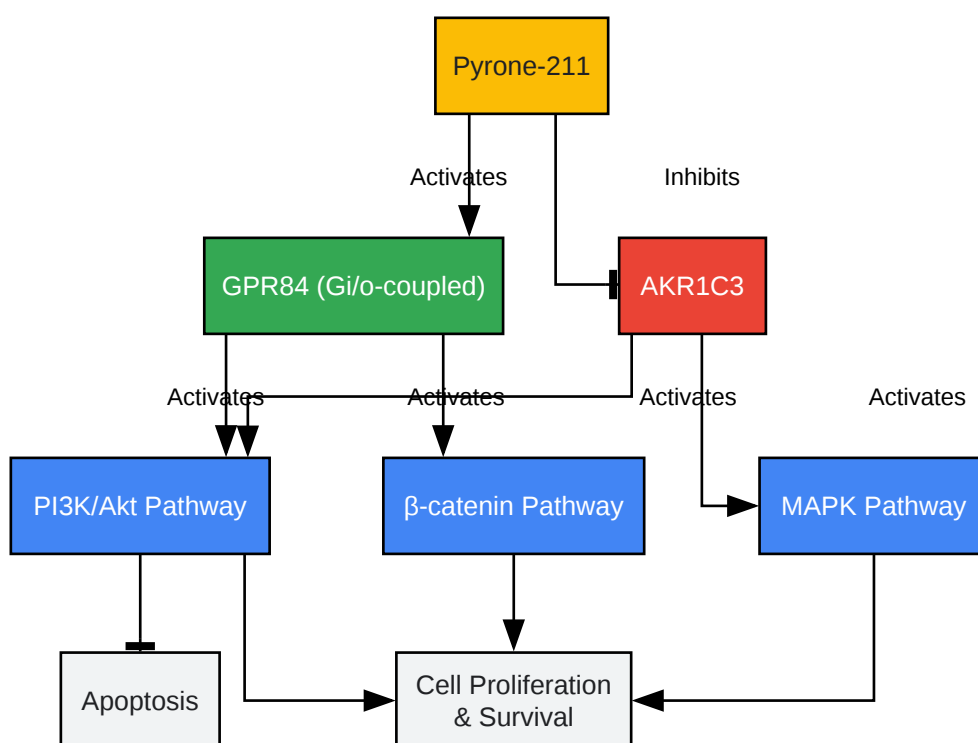 Pyrone-211
Activates
Inhibits
GPR84 (Gi/o-coupled)
AKR1C3
Activates
Activates
Activates
Activates
PI3K/Akt Pathway
β-catenin Pathway
MAPK Pathway
Apoptosis
Cell Proliferation
& Survival